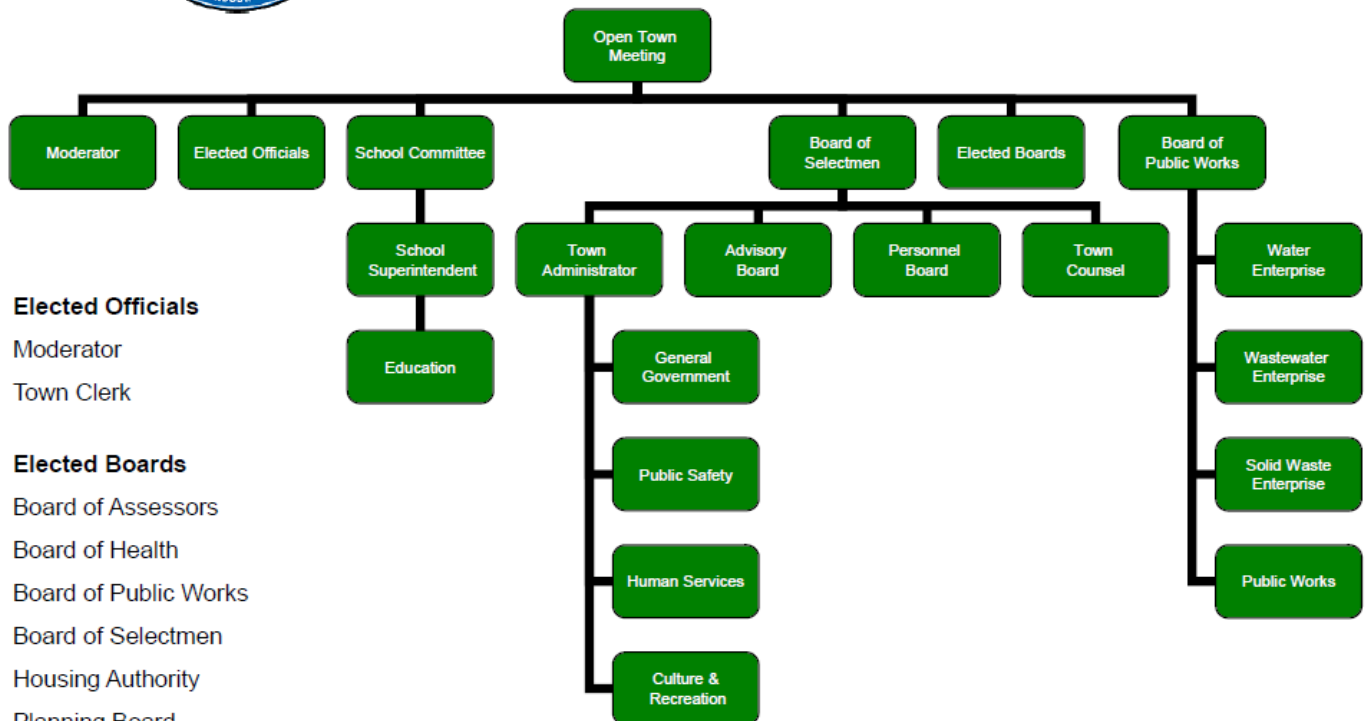 Open Town
Meeting
Moderator
Elected Officials
School Committee
Board of
Selectmen
Elected Boards
Board of
Public Works
School
Superintendent
Town
Administrator
Advisory
Board
Personnel
Board
Town
Counsel
Water
Enterprise
Education
General
Government
Wastewater
Enterprise
Public Safety
Solid Waste
Enterprise
Human Services
Public Works
Culture &
Recreation
Elected Officials
Moderator
Town Clerk
Elected Boards
Board of Assessors
Board of Health
Board of Public Works
Board of Selectmen
Housing Authority
Planning Board